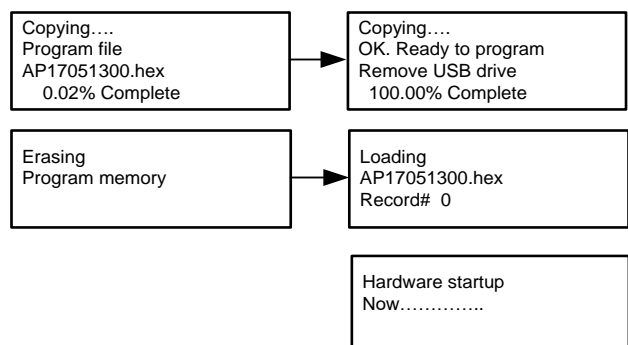 Copying....
Program file
AP17051300.hex
0.02% Complete
Copying....
OK. Ready to program
Remove USB drive
100.00% Complete
Erasing
Program memory
Loading
AP17051300.hex
Record# 0
Hardware startup
Now..............